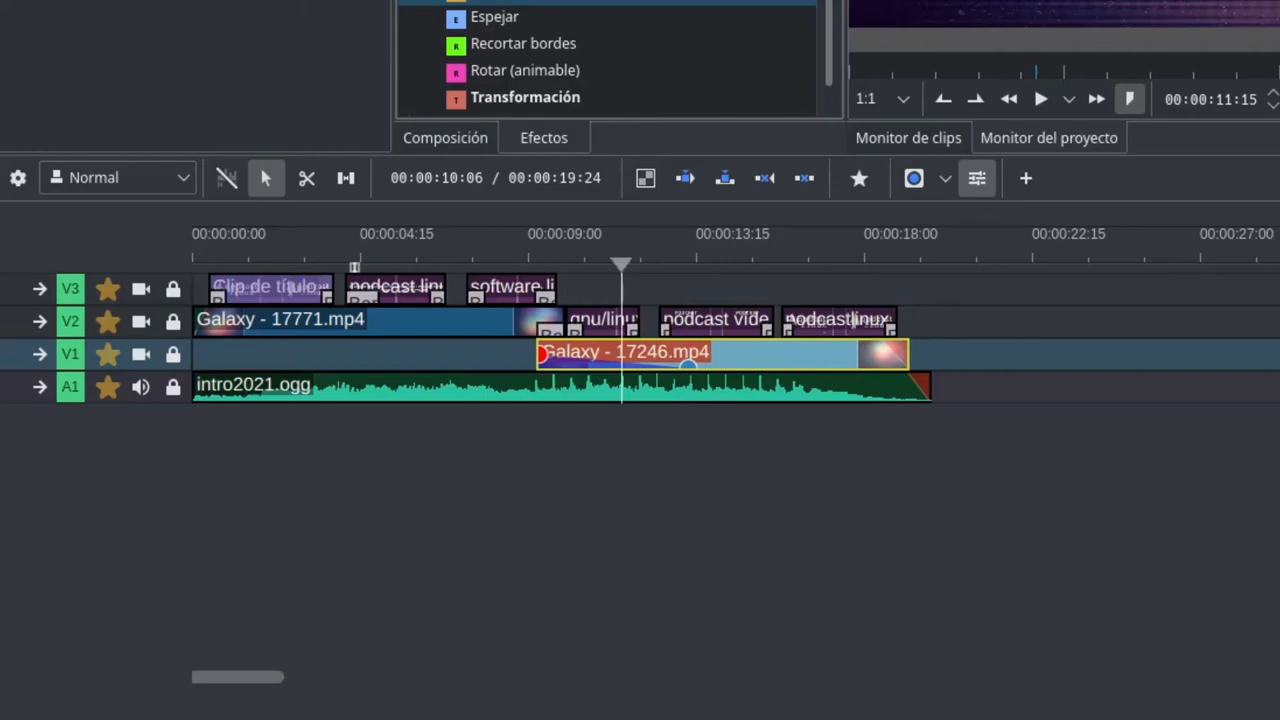 E Espejar
R Recortar bordes
R Rotar (animable)
T Transformación
1:1
00:00:11:15
Composición Efectos
Monitor de clips Monitor del proyecto
Normal
00:00:10:06 / 00:00:19:24
00:00:00:00 00:00:04:15 00:00:09:00 00:00:13:15 00:00:18:00 00:00:22:15 00:00:27:00
V3 Clip de título podcast linu software li
V2 Galaxy - 17771.mp4 gnu/linu podcast vide podcastlinux
V1 Galaxy - 17246.mp4
A1 intro2021.ogg